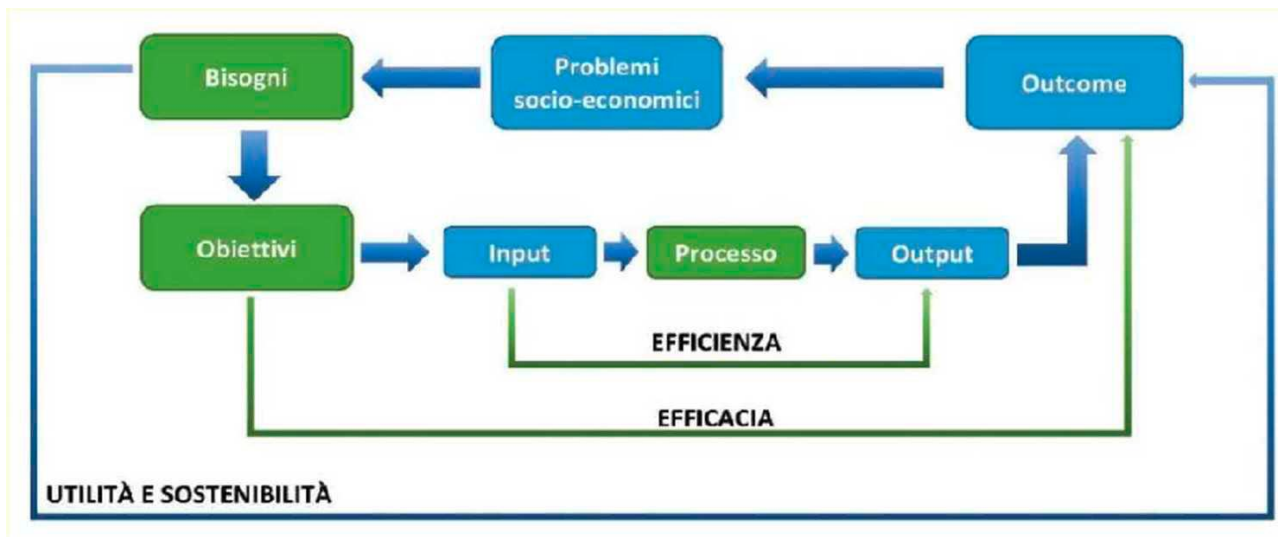 Bisogni
Problemi
socio-economici
Outcome
Obiettivi
Input
Processo
Output
EFFICIENZA
EFFICACIA
UTILITÀ E SOSTENIBILITÀ